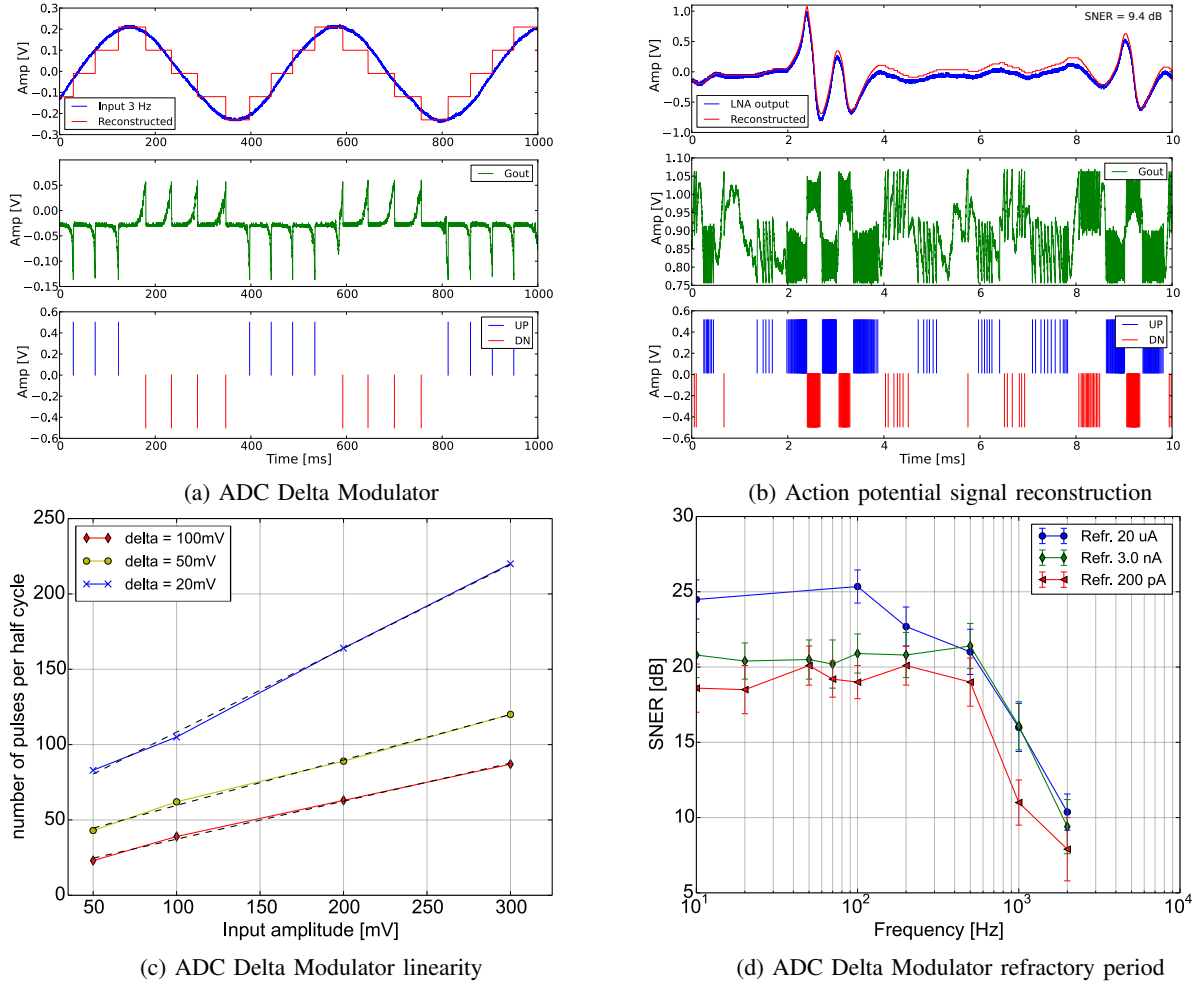 0.3
0.2
0.1
0.0
−0.1
−0.2
−0.3
Amp [V]
Input 3 Hz
Reconstructed
0 200 400 600 800 1000
0.05
0.00
−0.05
−0.10
−0.15
Amp [V]
Gout
0 200 400 600 800 1000
0.6
0.4
0.2
0.0
−0.2
−0.4
−0.6
Amp [V]
UP
DN
0 200 400 600 800 1000
Time [ms]
(a) ADC Delta Modulator
1.0
0.5
0.0
−0.5
−1.0
Amp [V]
SNER = 9.4 dB
LNA output
Reconstructed
0 2 4 6 8 10
1.10
1.05
1.00
0.95
0.90
0.85
0.80
0.75
Amp [V]
Gout
0 2 4 6 8 10
0.6
0.4
0.2
0.0
−0.2
−0.4
−0.6
Amp [V]
UP
DN
0 2 4 6 8 10
Time [ms]
(b) Action potential signal reconstruction
250
200
150
100
50
0
number of pulses per half cycle
delta = 100mV
delta = 50mV
delta = 20mV
50 100 150 200 250 300
Input amplitude [mV]
(c) ADC Delta Modulator linearity
30
25
20
15
10
5
SNER [dB]
Refr. 20 uA
Refr. 3.0 nA
Refr. 200 pA
10¹ 10² 10³ 10⁴
Frequency [Hz]
(d) ADC Delta Modulator refractory period